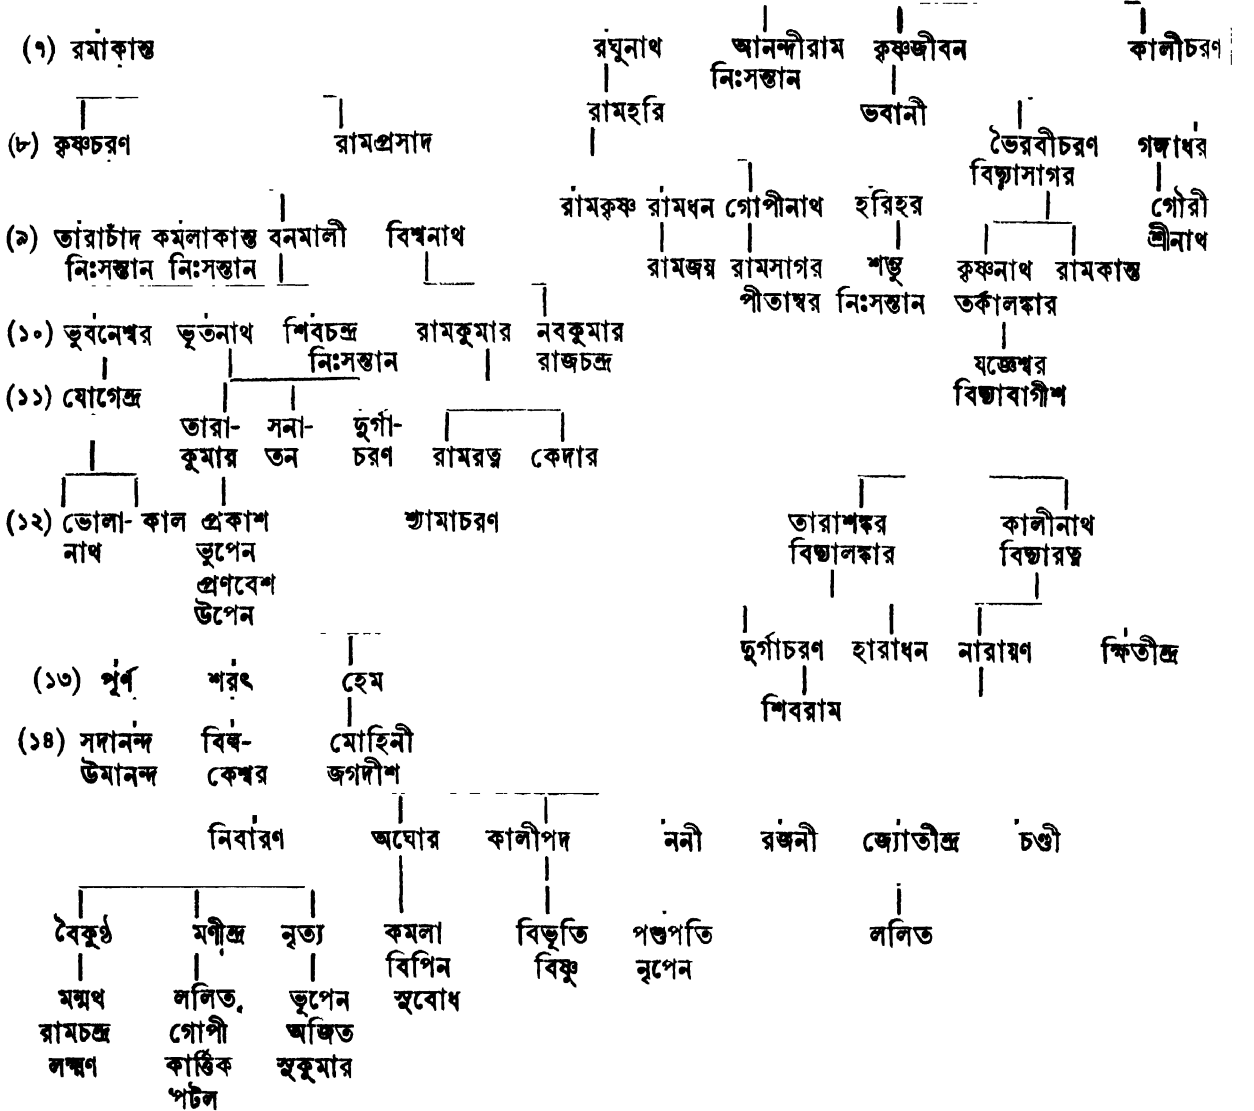 (৭) রমাকান্ত রঘুনাথ আনন্দীরাম কৃষ্ণজীবন কালীচরণ
নিঃসন্তান
রামহরি ভবানী
(৮) কৃষ্ণচরণ রামপ্রসাদ ভৈরবীচরণ গঙ্গাধর
বিদ্যাসাগর
রামকৃষ্ণ রামধন গোপীনাথ হরিহর গৌরী
(৯) তারাচাঁদ কমলাকান্ত বনমালী বিশ্বনাথ শ্রীনাথ
নিঃসন্তান নিঃসন্তান রামজয় রামসাগর শম্ভু কৃষ্ণনাথ রামকান্ত
পীতাম্বর নিঃসন্তান তর্কালঙ্কার
(১০) ভুবনেশ্বর ভূতনাথ শিবচন্দ্র রামকুমার নবকুমার
নিঃসন্তান রাজচন্দ্র যজ্ঞেশ্বর
(১১) যোগেন্দ্র বিদ্যাবাগীশ
তারা- সনা- দুর্গা-
কুমার তন চরণ রামরত্ন কেদার
(১২) ভোলা- কাল প্রকাশ শ্যামাচরণ তারাশঙ্কর কালীনাথ
নাথ ভুপেন বিদ্যালঙ্কার বিদ্যারত্ন
প্রণবেশ
উপেন
দুর্গাচরণ হারাধন নারায়ণ ক্ষিতীন্দ্র
(১৩) পূর্ণ শরৎ হেম
শিবরাম
(১৪) সদানন্দ বিল্ব- মোহিনী
উমানন্দ কেশ্বর জগদীশ
নিবারণ অঘোর কালীপদ ননী রজনী জ্যোতীন্দ্র চণ্ডী
বৈকুণ্ঠ মণীন্দ্র নৃত্য কমলা বিভূতি পশুপতি ললিত
বিপিন বিষ্ণু নৃপেন
মন্মথ ললিত, ভূপেন সুবোধ
রামচন্দ্র গোপী অজিত
লক্ষ্মণ কার্ত্তিক সুকুমার
পটল